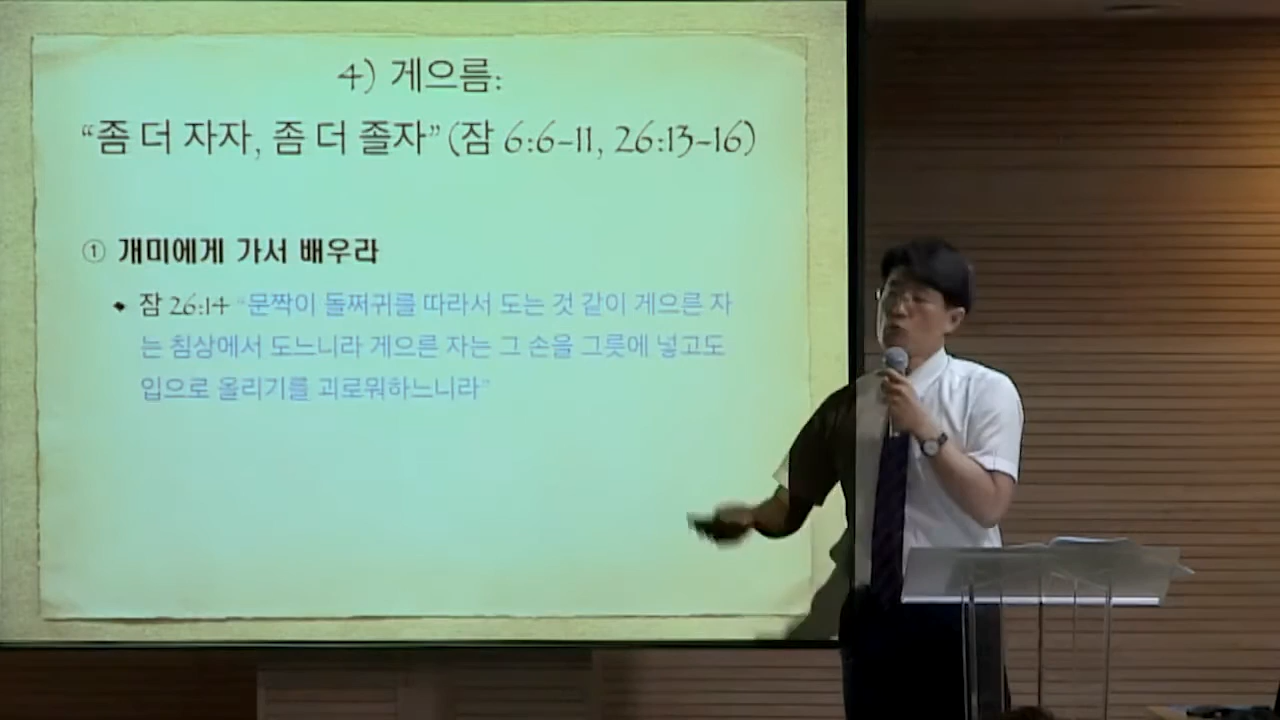 4) 게으름:
“좀 더 자자, 좀 더 졸자” (잠 6:6-11, 26:13-16)
① 개미에게 가서 배우라
잠 26:14 “문짝이 돌쩌귀를 따라서 도는 것 같이 게으른 자
는 침상에서 도느니라 게으른 자는 그 손을 그릇에 넣고도
입으로 올리기를 괴로워하느니라”